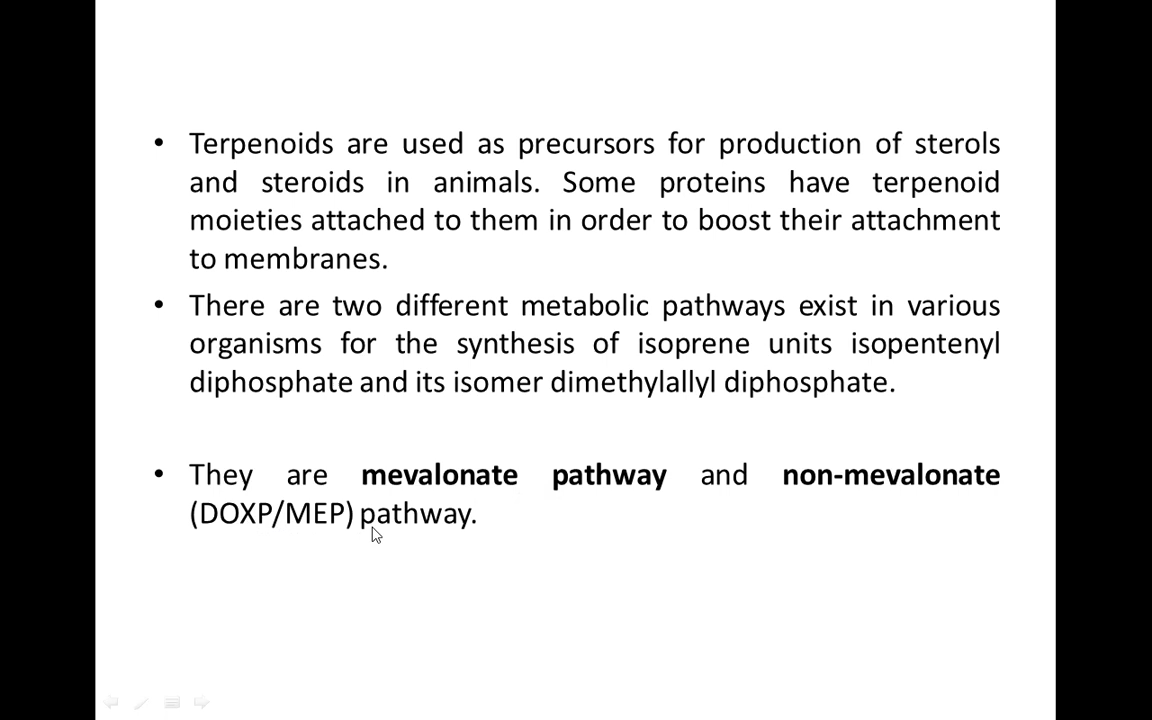 • Terpenoids are used as precursors for production of sterols
and steroids in animals. Some proteins have terpenoid
moieties attached to them in order to boost their attachment
to membranes.
• There are two different metabolic pathways exist in various
organisms for the synthesis of isoprene units isopentenyl
diphosphate and its isomer dimethylallyl diphosphate.
• They are mevalonate pathway and non-mevalonate
(DOXP/MEP) pathway.